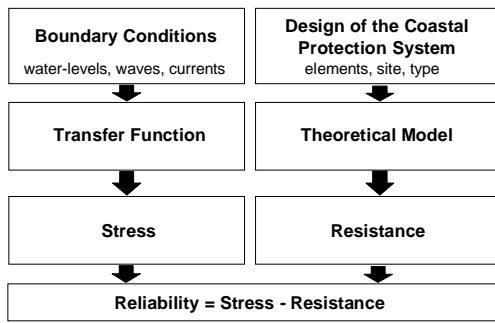 Boundary Conditions
water-levels, waves, currents
Design of the Coastal
Protection System
elements, site, type
Transfer Function
Theoretical Model
Stress
Resistance
Reliability = Stress - Resistance